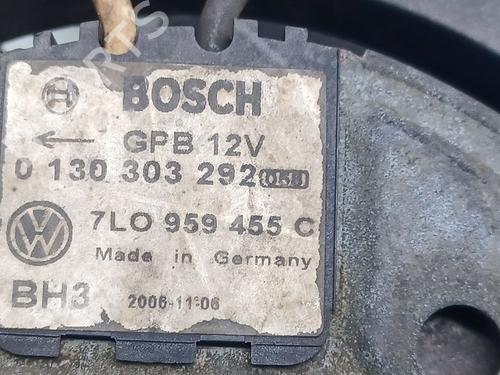 BOSCH
← GPB 12V
0 130 303 292
7L0 959 455 C
Made in Germany
BH3 2006-11-06